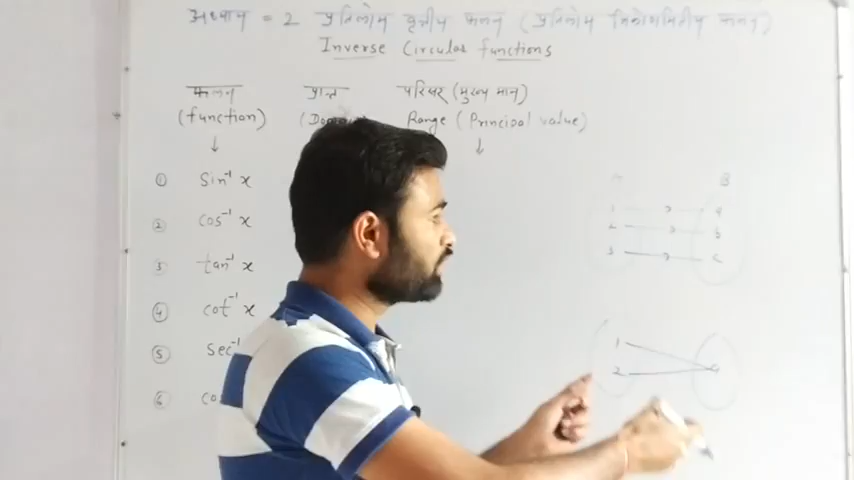 अध्याय = 2 प्रतिलोम वृत्तीय फलन (प्रतिलोम त्रिकोणमितीय फलन)
Inverse Circular functions
फलन प्रान्त परिसर (मुख्य मान)
(function) Range (Principal value)
① Sin⁻¹ x
② Cos⁻¹ x
③ tan⁻¹ x
④ cot⁻¹ x
⑤ Sec⁻¹
⑥
A B
1 a
2 b
3 c
1
2 a